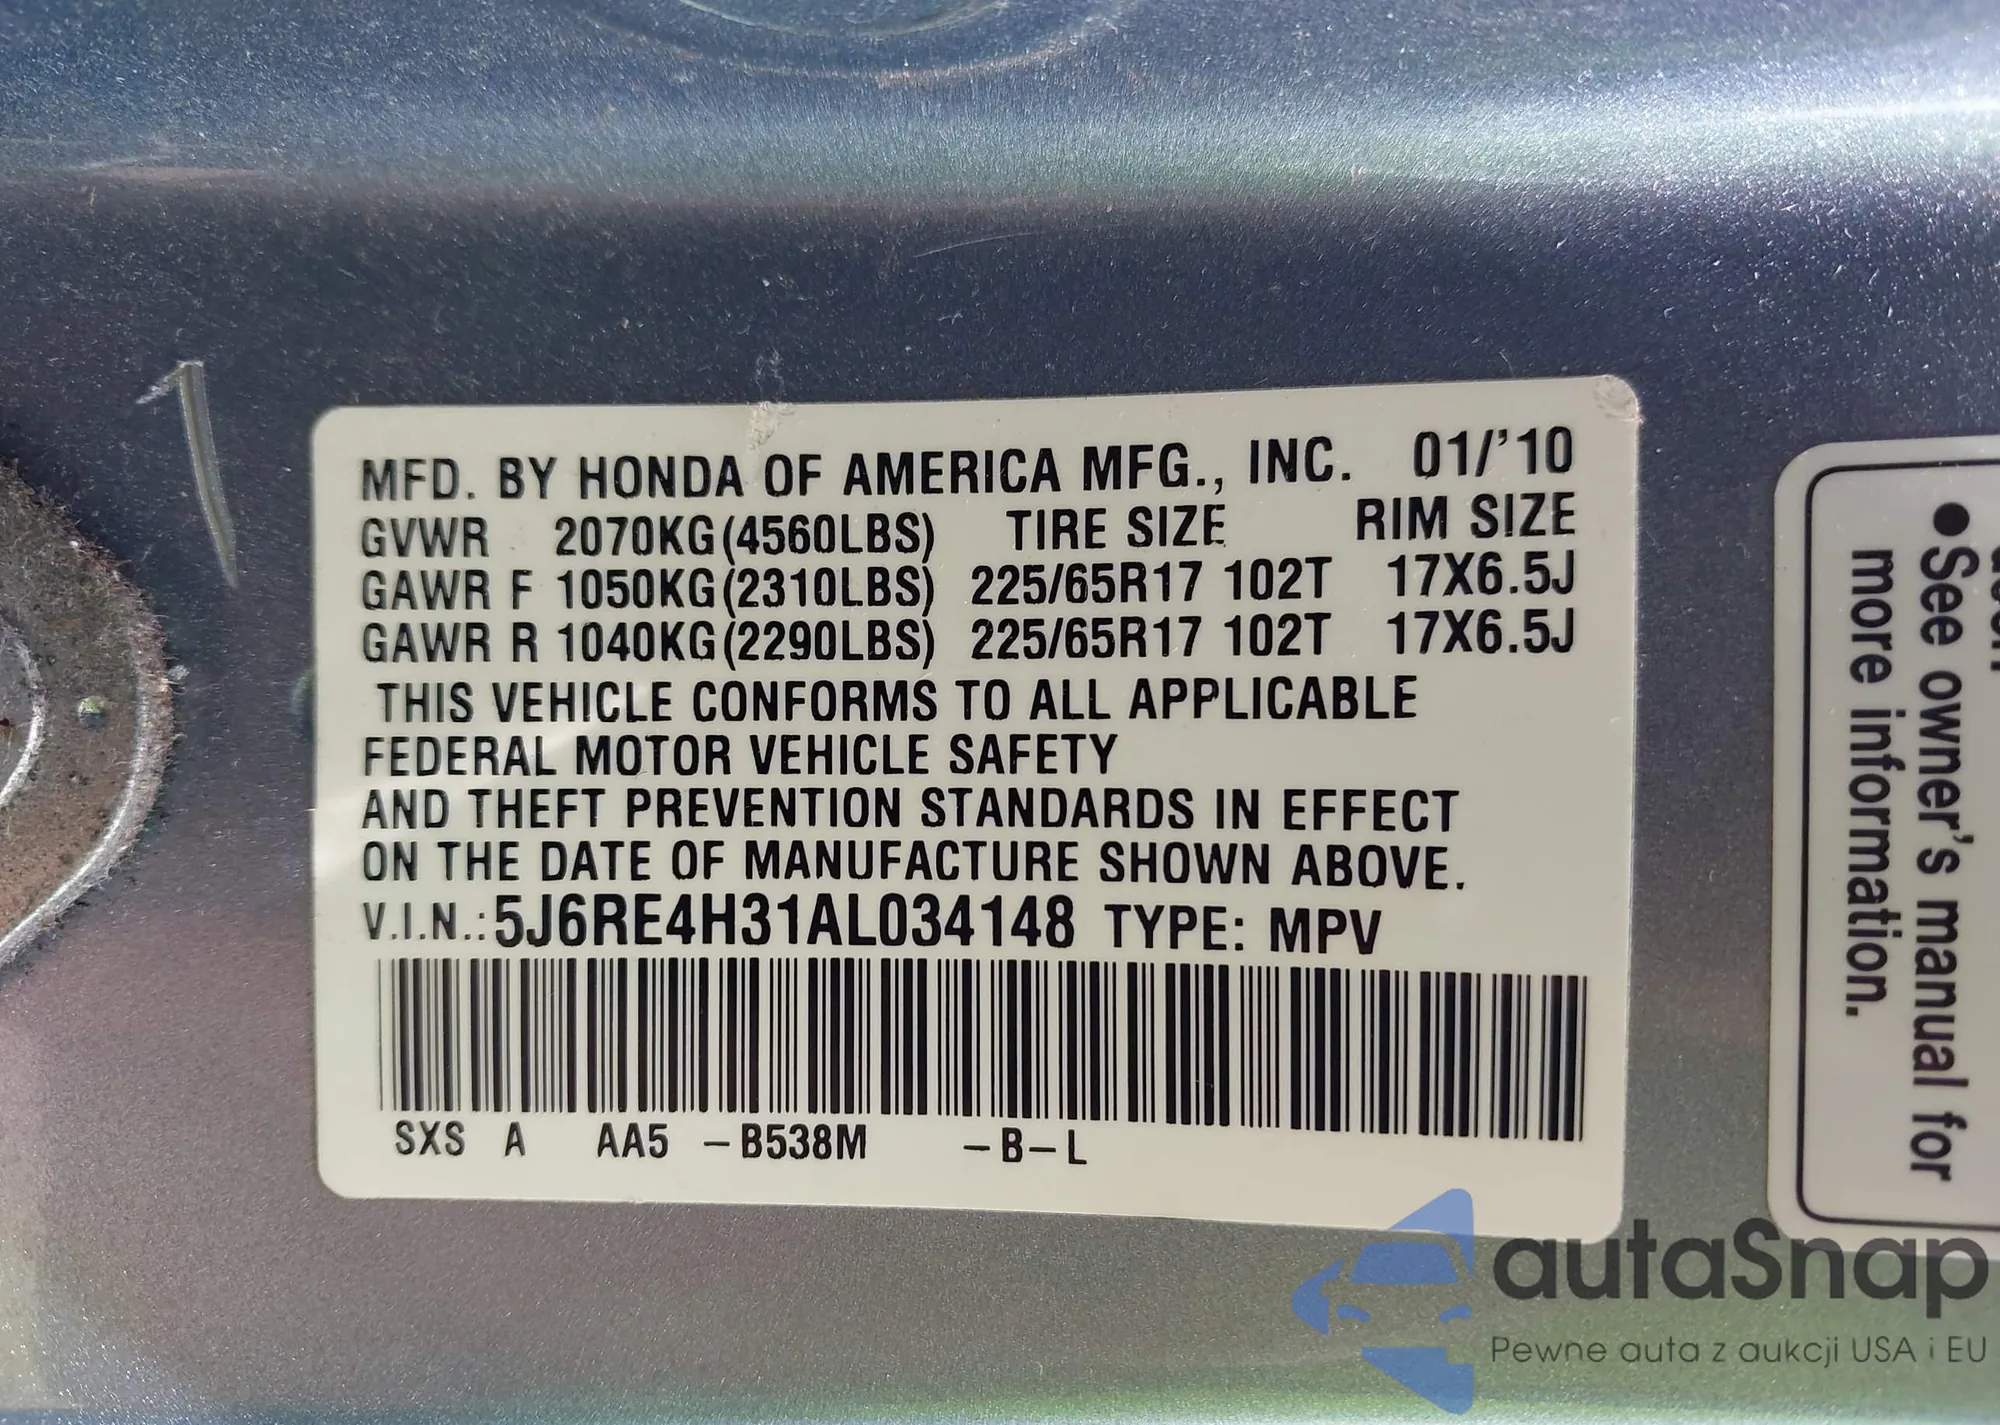 MFD. BY HONDA OF AMERICA MFG., INC. 01/'10
GVWR 2070KG(4560LBS) TIRE SIZE RIM SIZE
GAWR F 1050KG(2310LBS) 225/65R17 102T 17X6.5J
GAWR R 1040KG(2290LBS) 225/65R17 102T 17X6.5J
THIS VEHICLE CONFORMS TO ALL APPLICABLE
FEDERAL MOTOR VEHICLE SAFETY
AND THEFT PREVENTION STANDARDS IN EFFECT
ON THE DATE OF MANUFACTURE SHOWN ABOVE.
V.I.N.:5J6RE4H31AL034148 TYPE: MPV
SXS A AA5 -B538M -B-L
●See owner's manual for
more information.
autaSnap
Pewne auta z aukcji USA i EU